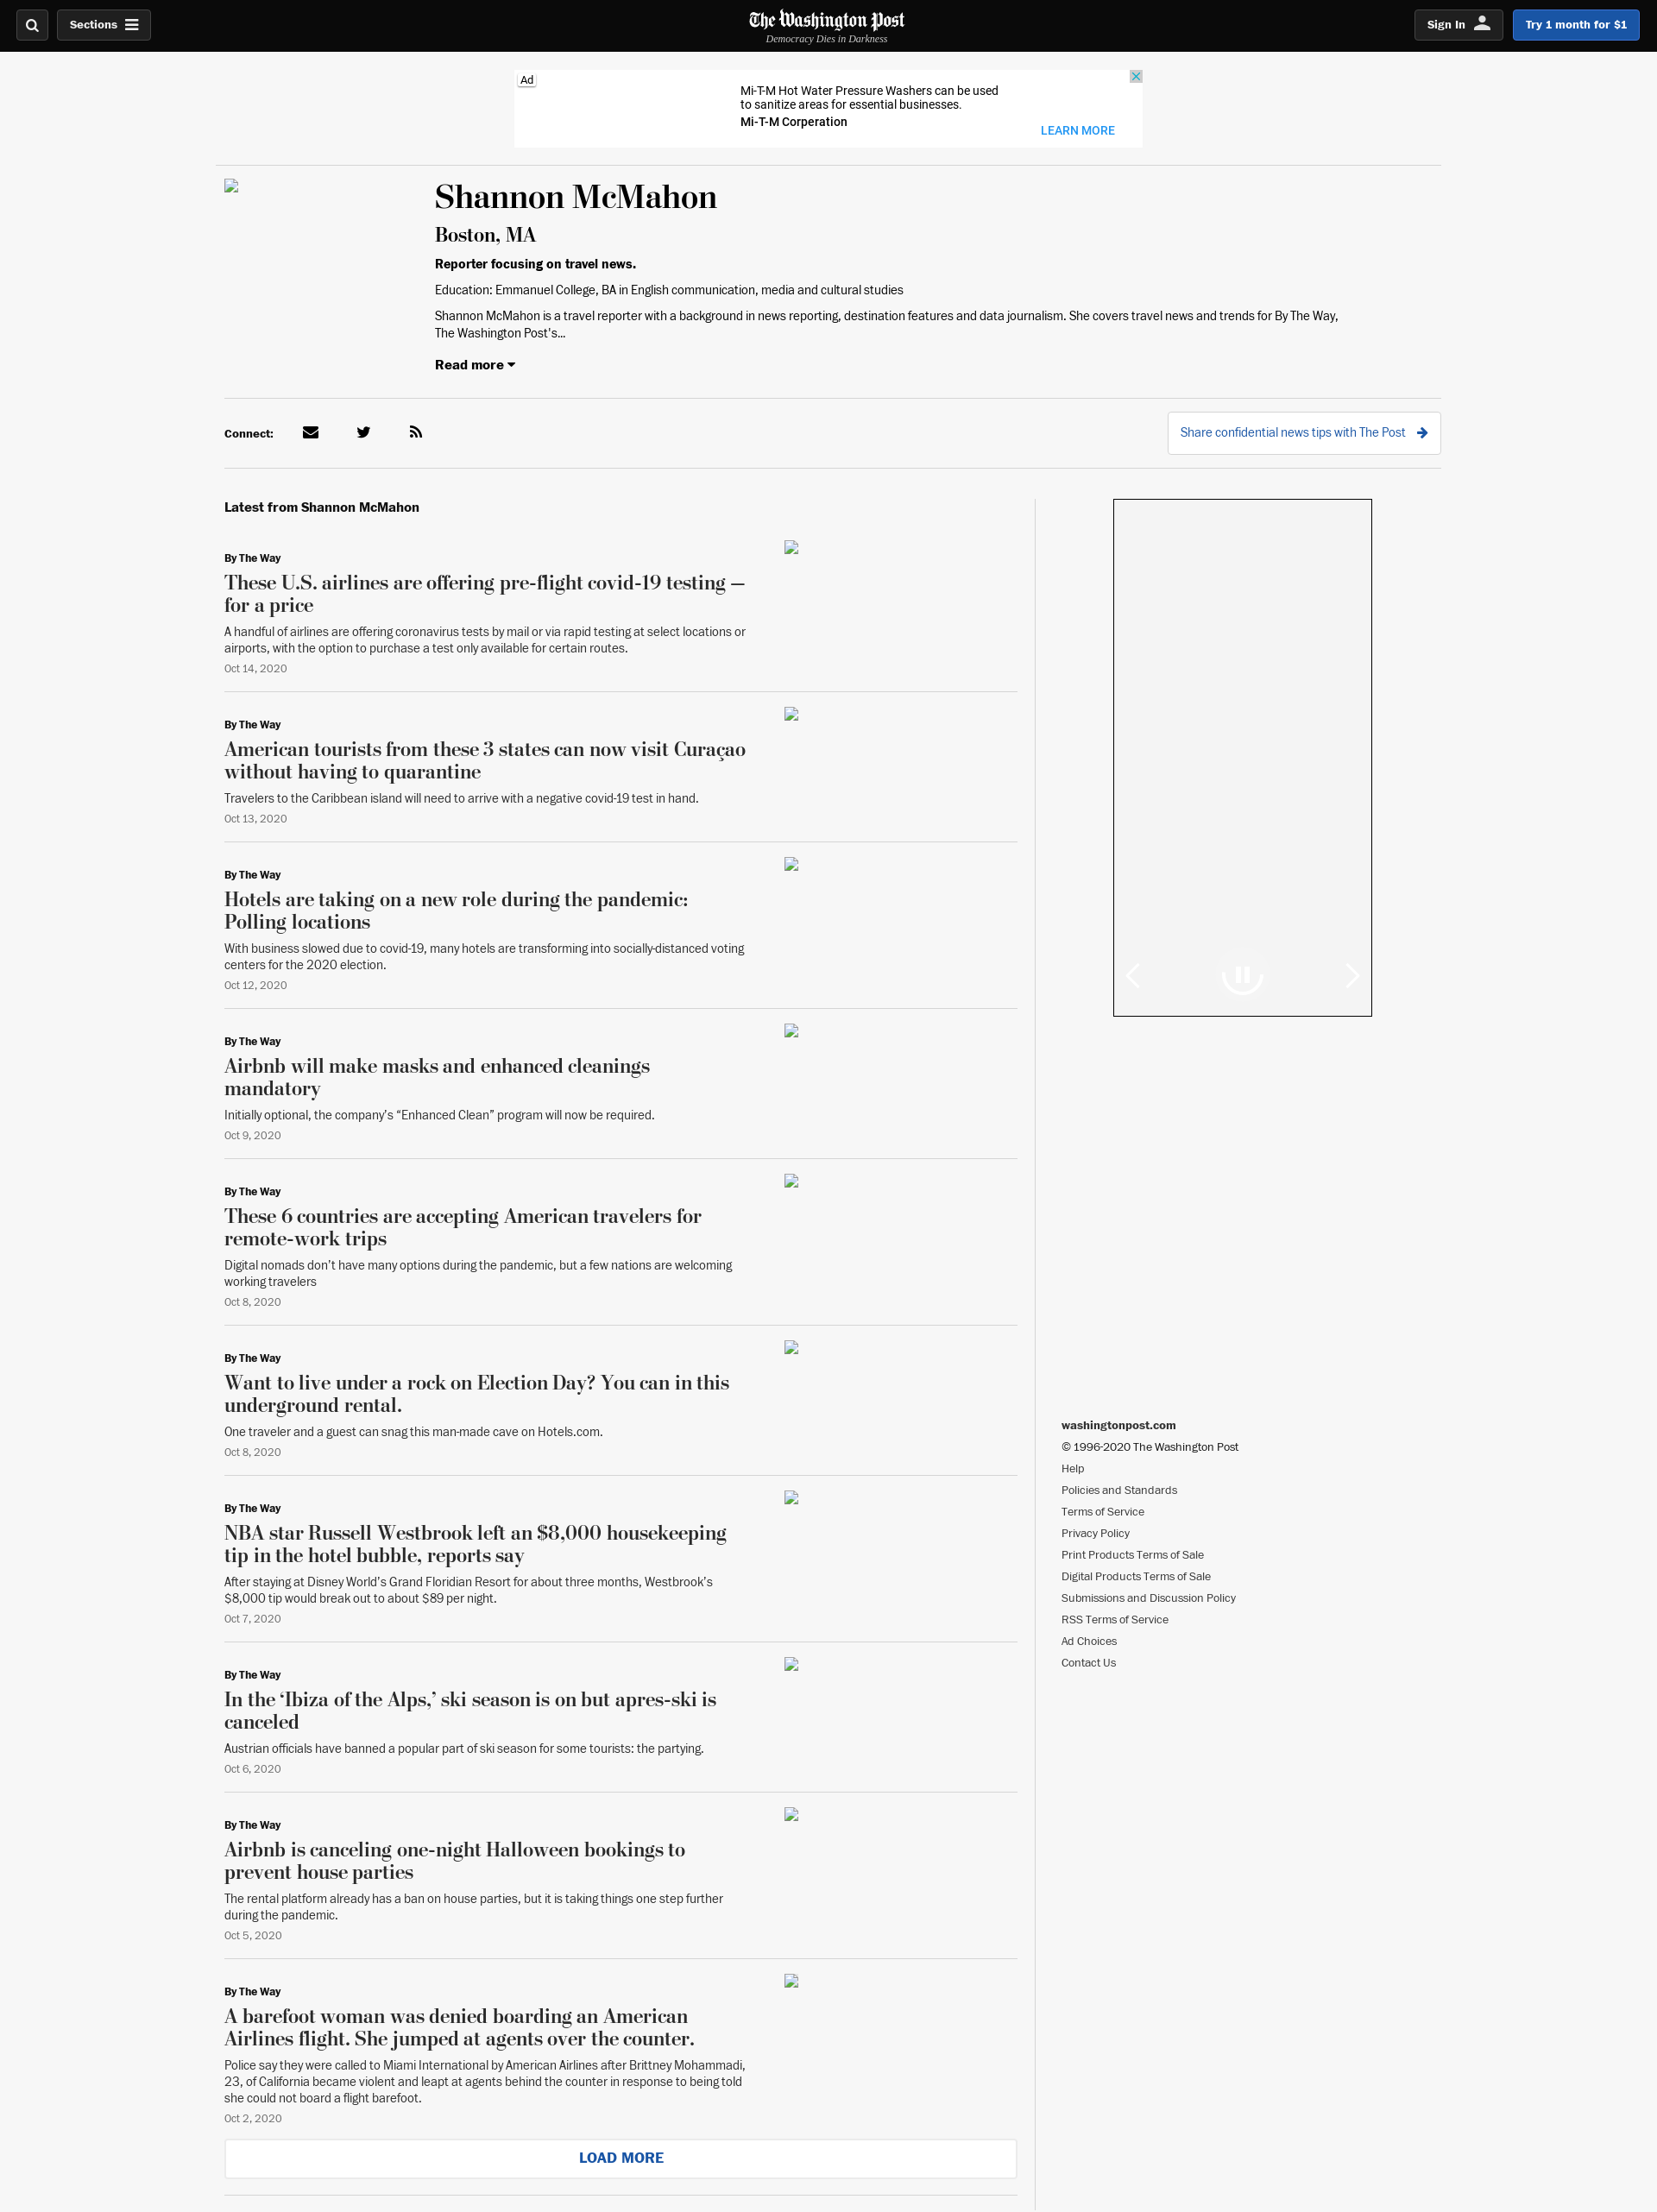 Sections
The Washington Post
Democracy Dies in Darkness
Sign In
Try 1 month for $1
Ad
Mi-T-M Hot Water Pressure Washers can be used
to sanitize areas for essential businesses.
Mi-T-M Corperation
LEARN MORE
Shannon McMahon
Boston, MA
Reporter focusing on travel news.
Education: Emmanuel College, BA in English communication, media and cultural studies
Shannon McMahon is a travel reporter with a background in news reporting, destination features and data journalism. She covers travel news and trends for By The Way,
The Washington Post's...
Read more
Connect:
Share confidential news tips with The Post
Latest from Shannon McMahon
By The Way
These U.S. airlines are offering pre-flight covid-19 testing —
for a price
A handful of airlines are offering coronavirus tests by mail or via rapid testing at select locations or
airports, with the option to purchase a test only available for certain routes.
Oct 14, 2020
By The Way
American tourists from these 3 states can now visit Curaçao
without having to quarantine
Travelers to the Caribbean island will need to arrive with a negative covid-19 test in hand.
Oct 13, 2020
By The Way
Hotels are taking on a new role during the pandemic:
Polling locations
With business slowed due to covid-19, many hotels are transforming into socially-distanced voting
centers for the 2020 election.
Oct 12, 2020
By The Way
Airbnb will make masks and enhanced cleanings
mandatory
Initially optional, the company’s “Enhanced Clean” program will now be required.
Oct 9, 2020
By The Way
These 6 countries are accepting American travelers for
remote-work trips
Digital nomads don’t have many options during the pandemic, but a few nations are welcoming
working travelers
Oct 8, 2020
By The Way
Want to live under a rock on Election Day? You can in this
underground rental.
One traveler and a guest can snag this man-made cave on Hotels.com.
Oct 8, 2020
By The Way
NBA star Russell Westbrook left an $8,000 housekeeping
tip in the hotel bubble, reports say
After staying at Disney World’s Grand Floridian Resort for about three months, Westbrook’s
$8,000 tip would break out to about $89 per night.
Oct 7, 2020
By The Way
In the ‘Ibiza of the Alps,’ ski season is on but apres-ski is
canceled
Austrian officials have banned a popular part of ski season for some tourists: the partying.
Oct 6, 2020
By The Way
Airbnb is canceling one-night Halloween bookings to
prevent house parties
The rental platform already has a ban on house parties, but it is taking things one step further
during the pandemic.
Oct 5, 2020
By The Way
A barefoot woman was denied boarding an American
Airlines flight. She jumped at agents over the counter.
Police say they were called to Miami International by American Airlines after Brittney Mohammadi,
23, of California became violent and leapt at agents behind the counter in response to being told
she could not board a flight barefoot.
Oct 2, 2020
LOAD MORE
washingtonpost.com
© 1996-2020 The Washington Post
Help
Policies and Standards
Terms of Service
Privacy Policy
Print Products Terms of Sale
Digital Products Terms of Sale
Submissions and Discussion Policy
RSS Terms of Service
Ad Choices
Contact Us